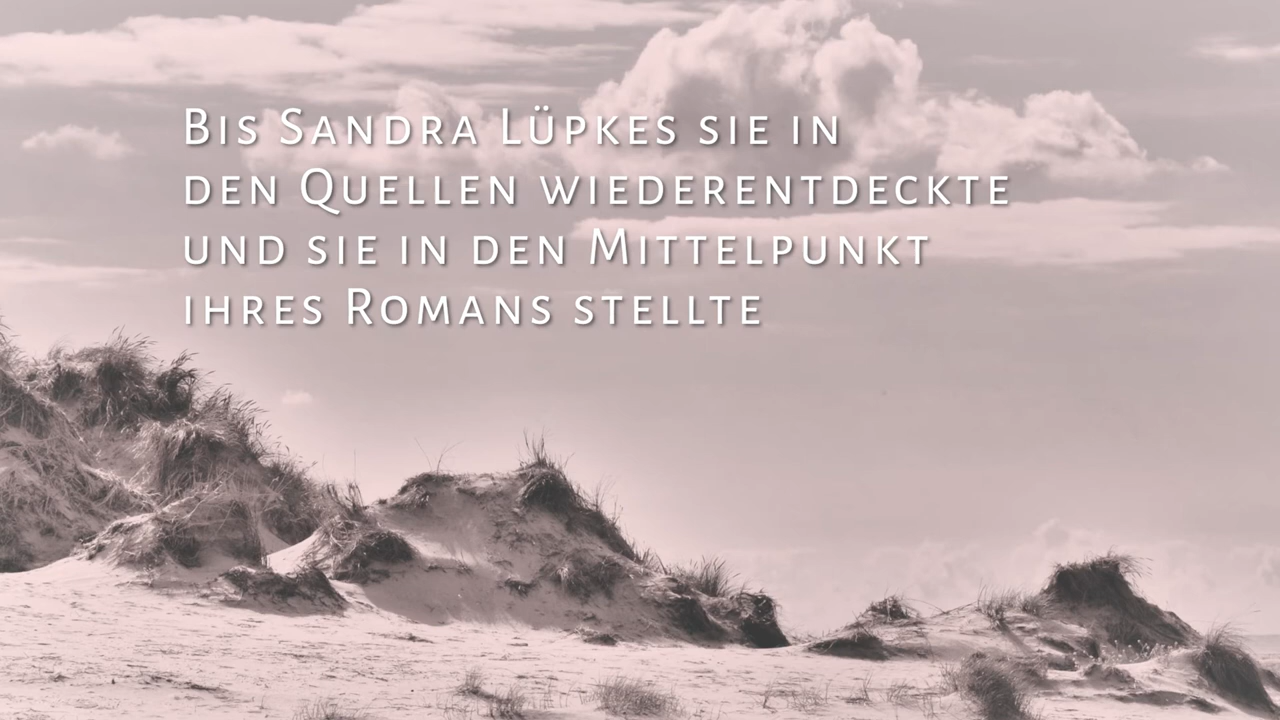 Bis Sandra Lüpkes sie in
den Quellen wiederentdeckte
und sie in den Mittelpunkt
ihres Romans stellte